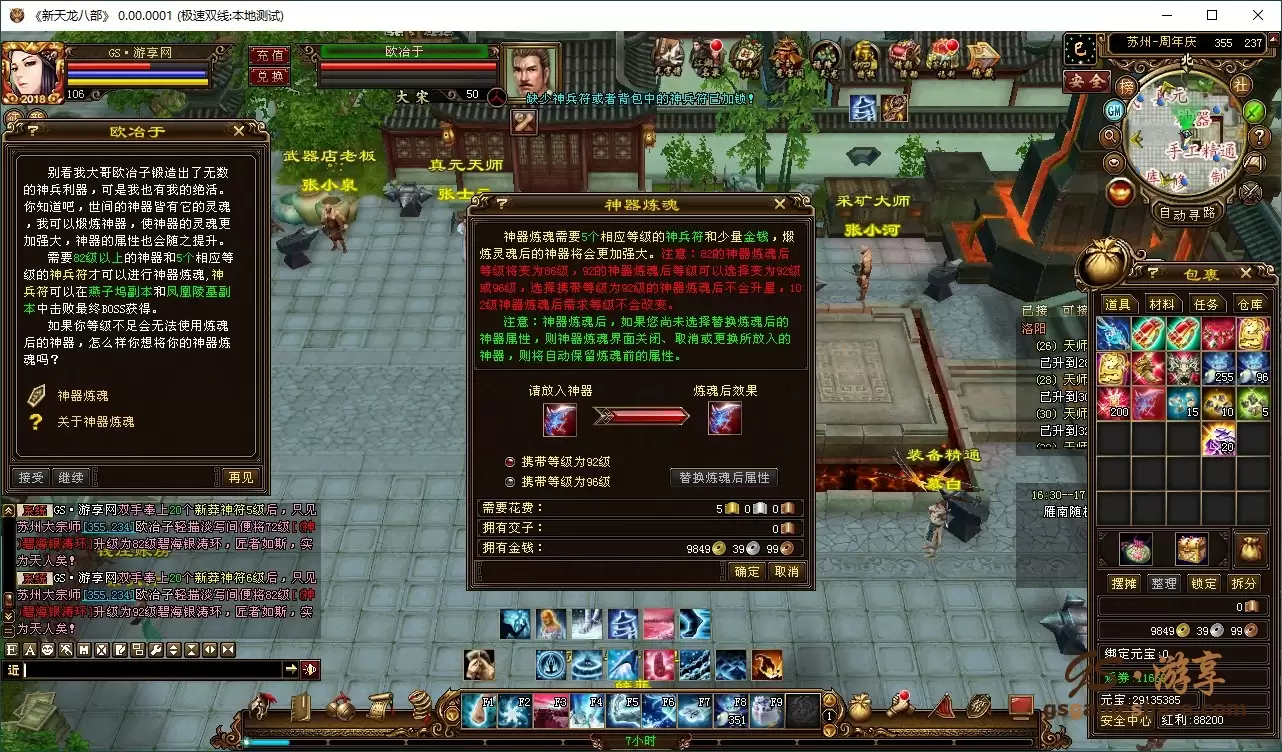 《新天龙八部》 0.00.0001 (极速双线:本地测试)
GS·游享网
2018
106
充值
兑换
欧冶子
大宋
50
缺少神兵符或者背包中的神兵符已加锁!
苏州-周年庆 355 237
北
安全
榜
社
GM
手工精通
自动寻路
? 欧冶于
别看我大哥欧冶子锻造出了无数
的神兵利器，可是我也有我的绝活。
你知道吧，世间的神器皆有它的灵魂
，我可以煅炼神器，使神器的灵魂更
加强大，神器的属性也会随之提升。
需要82级以上的神器和5个相应等
级的神兵符才可以进行神器炼魂,神
兵符可以在燕子坞副本和凤凰陵墓副
本中击败最终BOSS获得。
如果你等级不足会无法使用炼魂
后的神器，怎么样你想将你的神器炼
魂吗？
神器炼魂
? 关于神器炼魂
接受 继续 再见
武器店老板
张小泉
真元天师
采矿大师
张小河
装备精通
? 神器炼魂
神器炼魂需要5个相应等级的神兵符和少量金钱，煅
炼灵魂后的神器将会更加强大。注意：82的神器炼魂后
等级将变为86级，92的神器炼魂后等级可以选择变为92级
或96级，选择携带等级为92级的神器炼魂后不会升星，10
2级神器炼魂后需求等级不会改变。
注意：神器炼魂后，如果您尚未选择替换炼魂后的
神器属性，则神器炼魂界面关闭、取消或更换所放入的
神器，则将自动保留炼魂前的属性。
请放入神器 炼魂后效果
携带等级为92级
携带等级为96级
替换炼魂后属性
需要花费： 5 0 0
拥有交子： 0
拥有金钱： 9849 39 99
确定 取消
已接 可接
洛阳
(26) 天师
已升到28
(28) 天师
已升到30
(30) 天师
已升到32
16:30--17
? 包裹
道具 材料 任务 仓库
255 96
200 15 10 5
20
摆摊 整理 锁定 拆分
0
9849 39 99
绑定元宝:0
元宝:29135385
安全中心 红利:88200
GS·游享网双手奉上20个新莽神符5级后，只见
苏州大宗师[355,234]欧冶子轻描淡写间便将72级[(神
)碧海银涛环]升级为82级碧海银涛环，匠者如斯，实
为天人矣!
GS·游享网双手奉上20个新莽神符6级后，只见
苏州大宗师[355,234]欧冶子轻描淡写间便将82级[(神
)碧海银涛环]升级为92级碧海银涛环，匠者如斯，实
为天人矣!
近
F1 F2 F3 F4 F5 F6 F7 F8 F9
351
1
7小时
游享